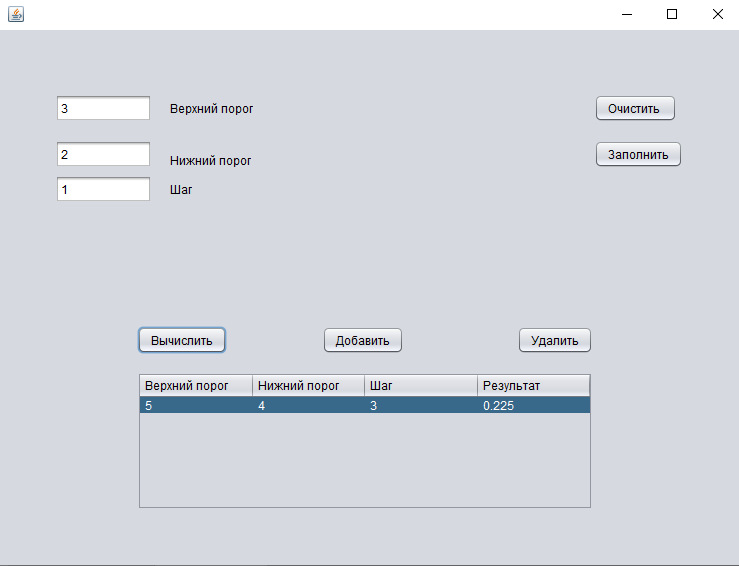 3 Верхний порог Очистить
2 Нижний порог Заполнить
1 Шаг
Вычислить Добавить Удалить
Верхний порог Нижний порог Шаг Результат
5 4 3 0.225